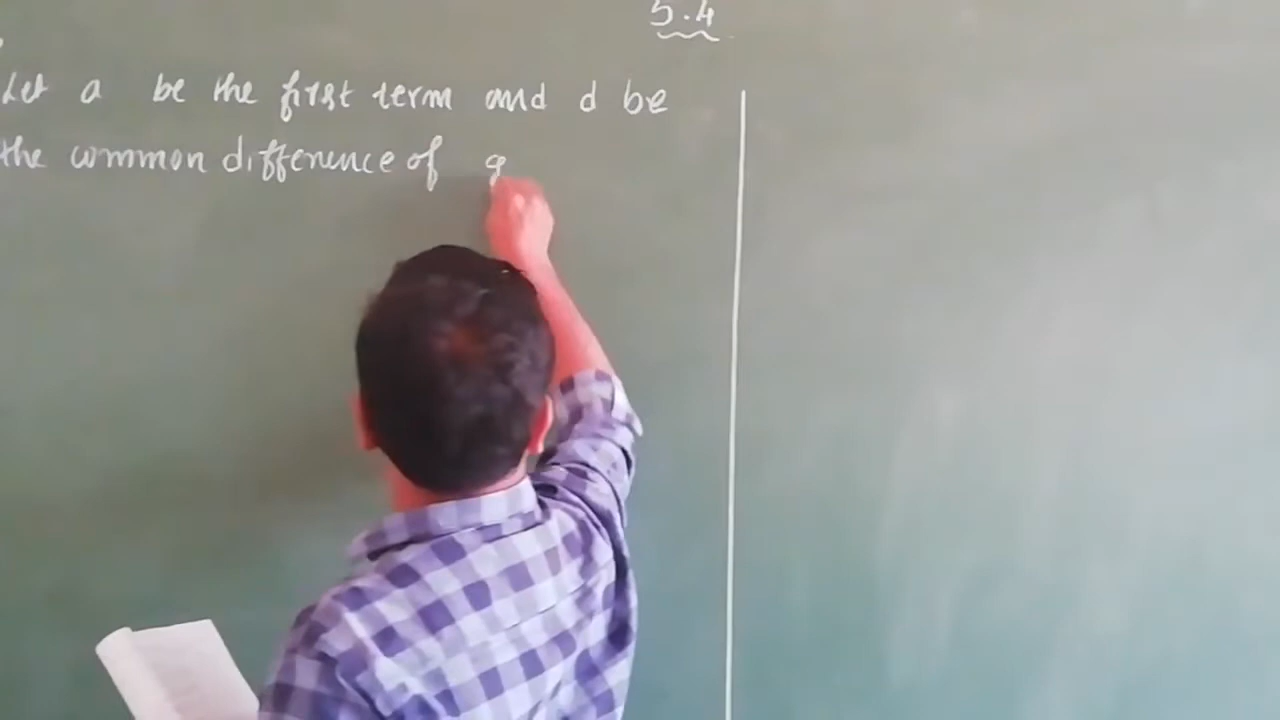 5.4
Let a be the first term and d be
the common difference of g